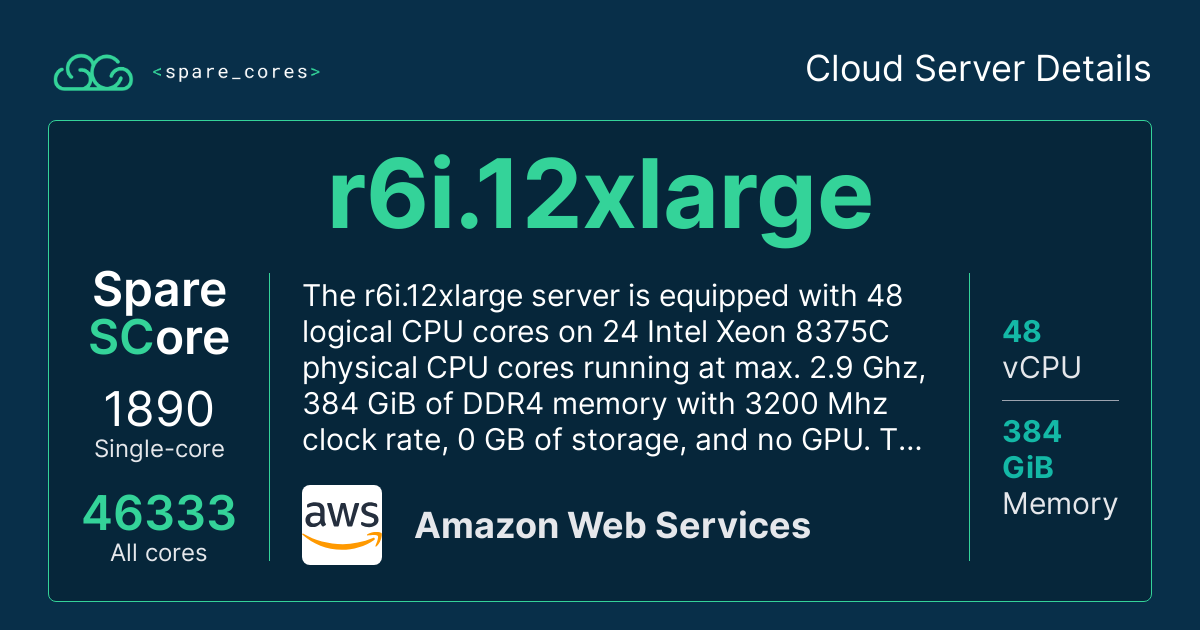 <spare_cores>
Cloud Server Details
r6i.12xlarge
Spare
SCore
1890
Single-core
46333
All cores
The r6i.12xlarge server is equipped with 48
logical CPU cores on 24 Intel Xeon 8375C
physical CPU cores running at max. 2.9 Ghz,
384 GiB of DDR4 memory with 3200 Mhz
clock rate, 0 GB of storage, and no GPU. T...
aws
Amazon Web Services
48
vCPU
384
GiB
Memory